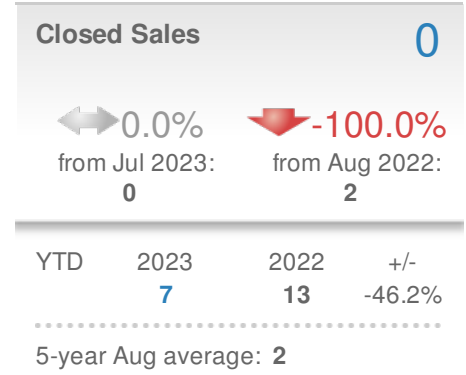 Closed Sales 0
0.0% -100.0%
from Jul 2023: from Aug 2022:
0 2
YTD 2023 2022 +/-
7 13 -46.2%
5-year Aug average: 2